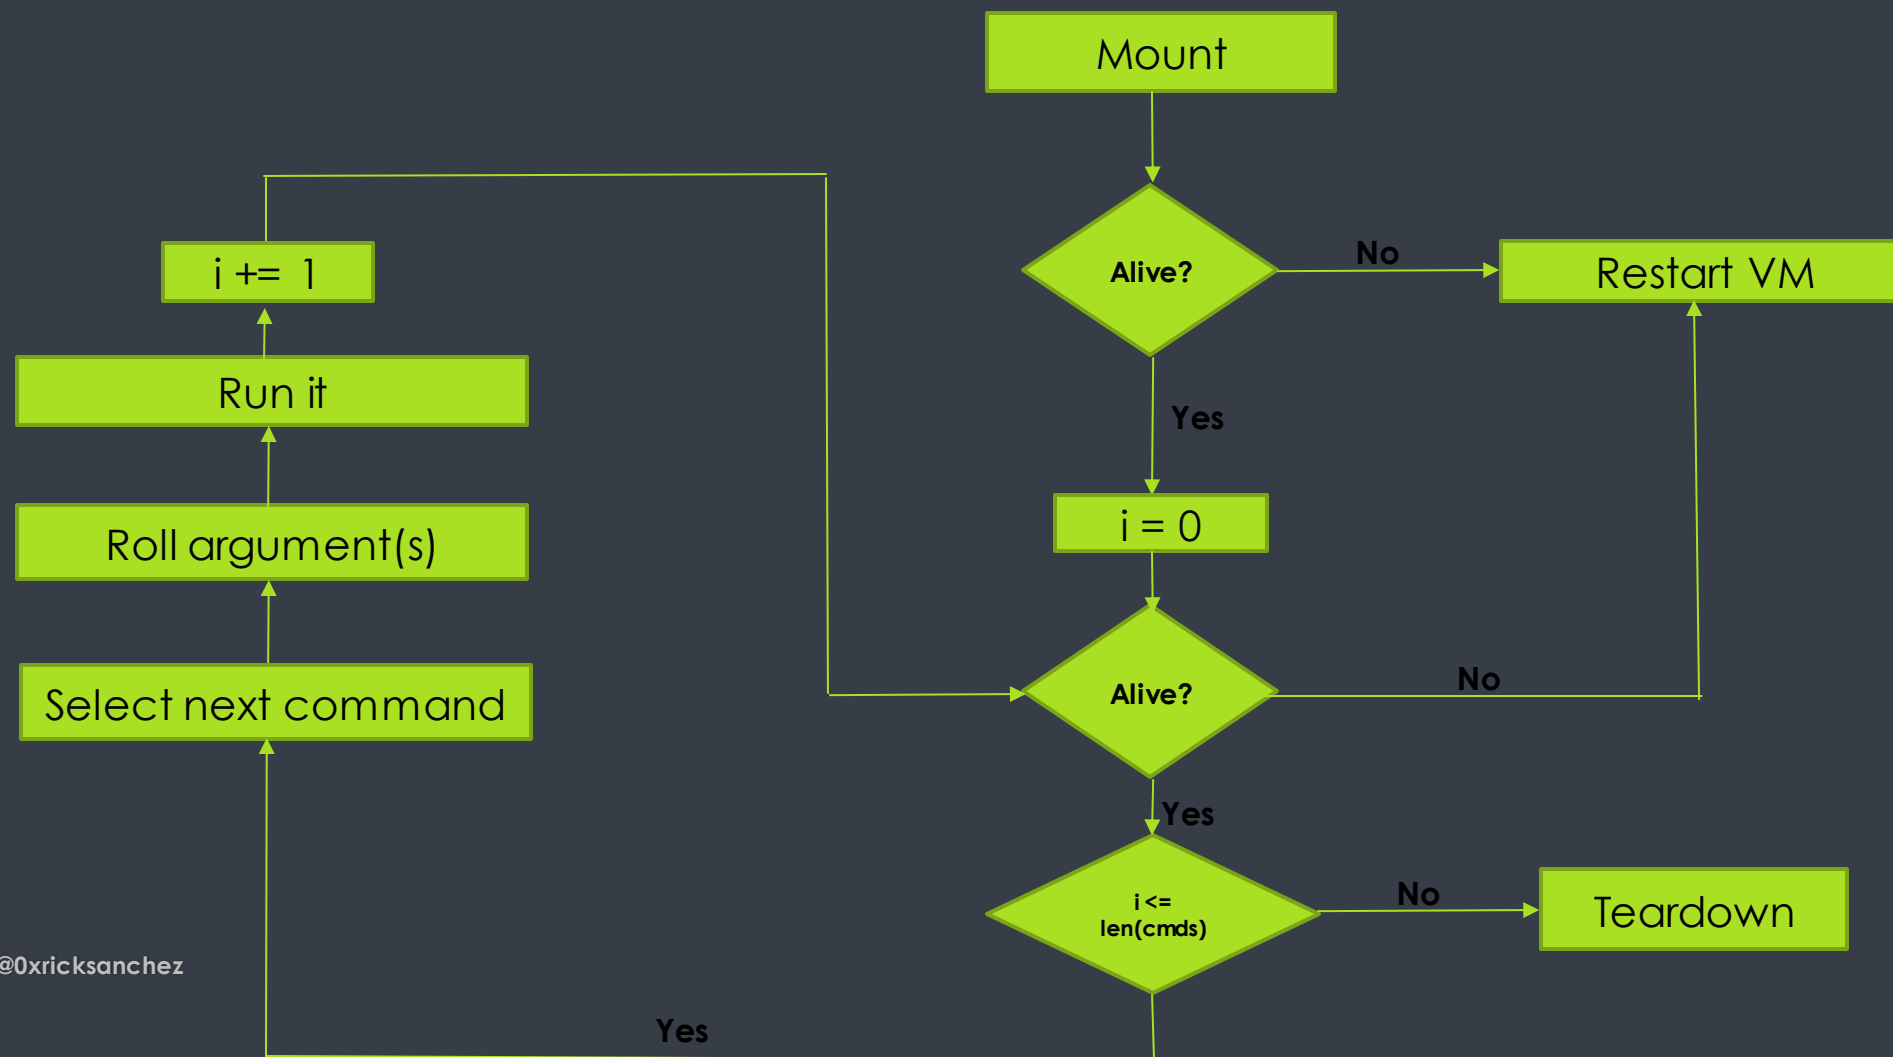 Mount
Alive?
No
Restart VM
i += 1
Run it
Yes
i = 0
Roll argument(s)
Select next command
Alive?
No
Yes
i <=
len(cmds)
No
Teardown
@0xricksanchez
Yes